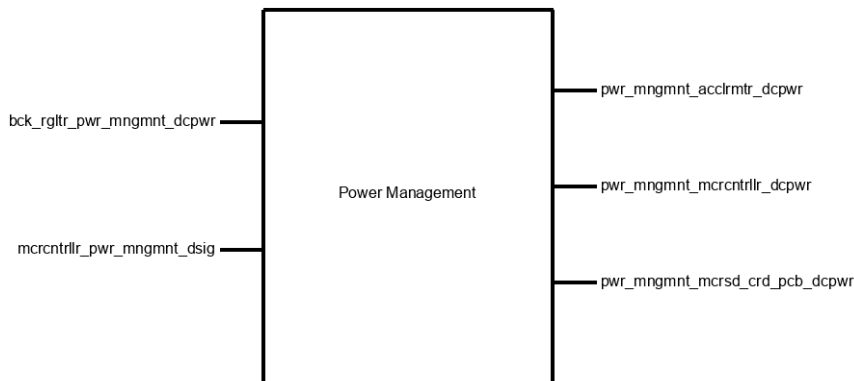 bck_rgltr_pwr_mngmnt_dcpwr
mcrcntrllr_pwr_mngmnt_dsig
Power Management
pwr_mngmnt_acclrmtr_dcpwr
pwr_mngmnt_mcrcntrllr_dcpwr
pwr_mngmnt_mcrsd_crd_pcb_dcpwr